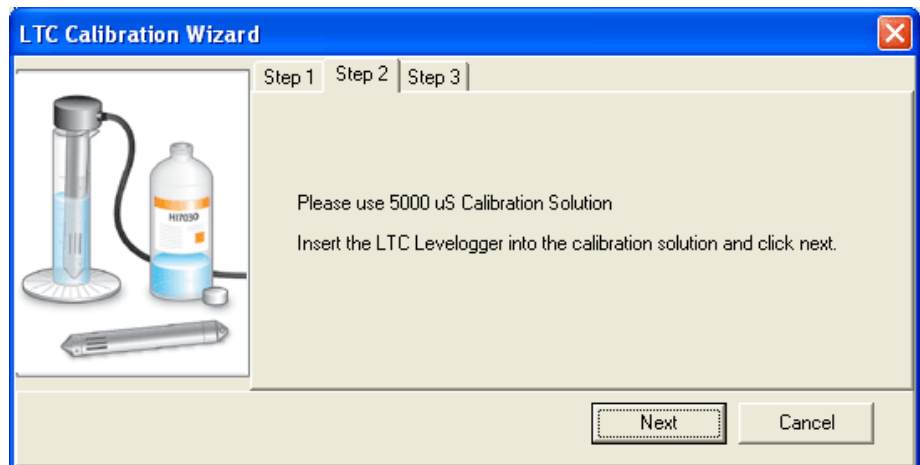 LTC Calibration Wizard
Step 1 Step 2 Step 3
HI7030
Please use 5000 uS Calibration Solution
Insert the LTC Levelogger into the calibration solution and click next.
Next Cancel